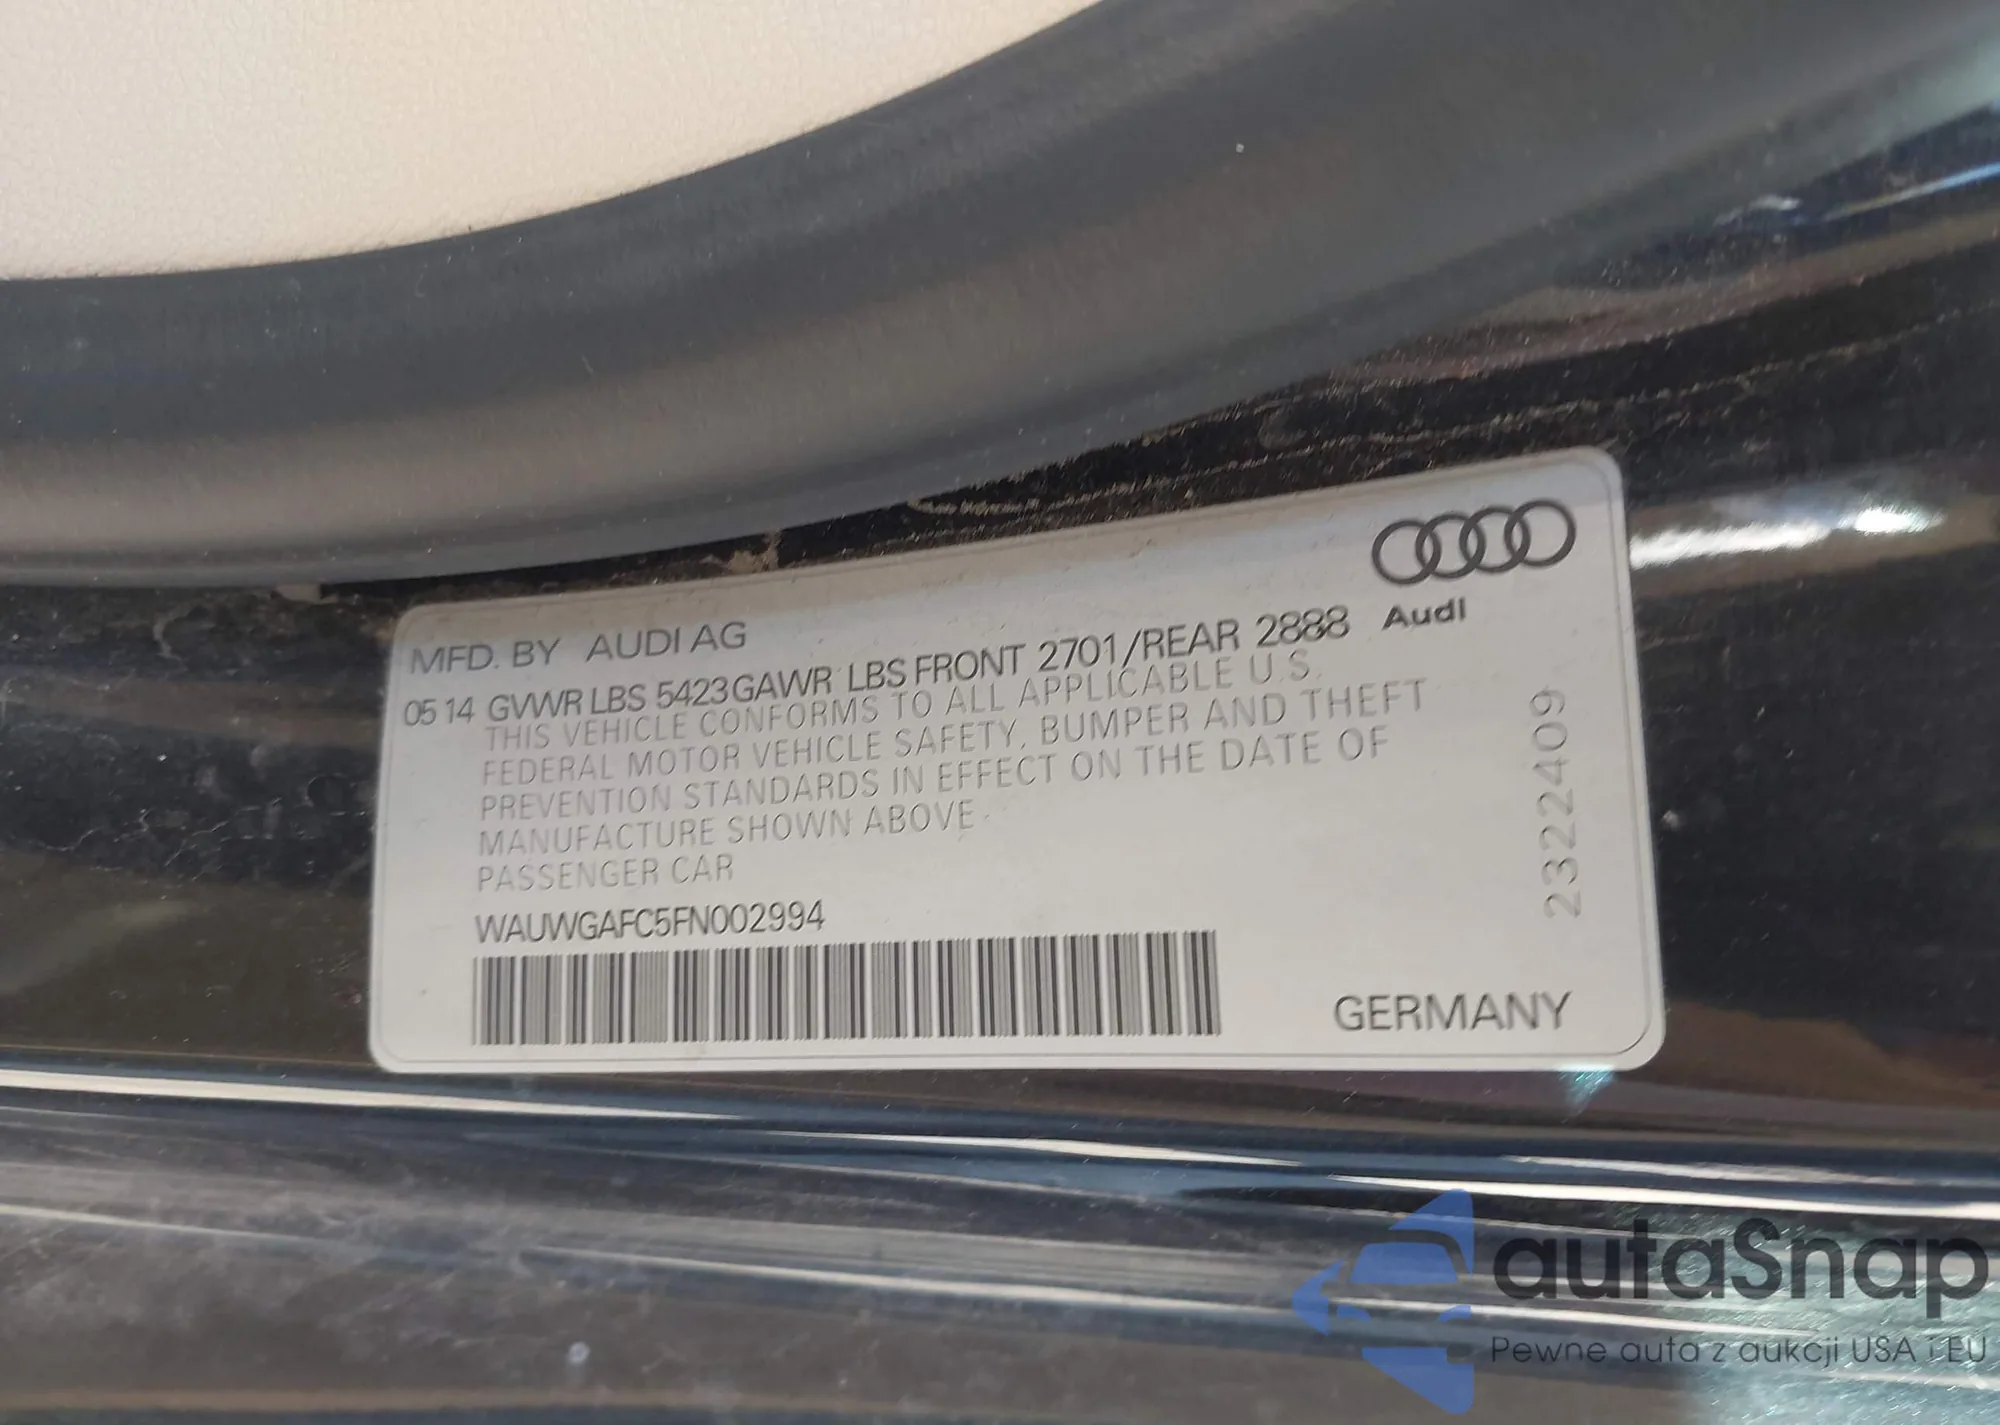 MFD. BY AUDI AG
05 14 GVWR LBS 5423 GAWR LBS FRONT 2701/REAR 2888 Audi
THIS VEHICLE CONFORMS TO ALL APPLICABLE U.S.
FEDERAL MOTOR VEHICLE SAFETY, BUMPER AND THEFT
PREVENTION STANDARDS IN EFFECT ON THE DATE OF
MANUFACTURE SHOWN ABOVE.
PASSENGER CAR
WAUWGAFC5FN002994
2322409
GERMANY
autaSnap
Pewne auta z aukcji USA i EU